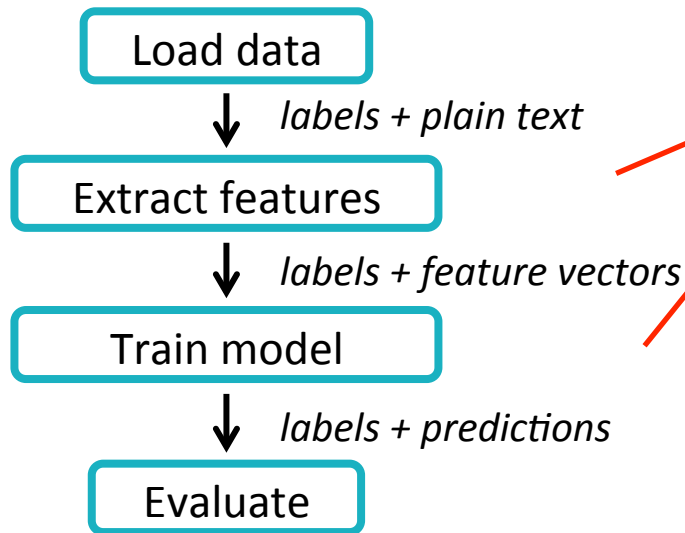 Load data
labels + plain text
Extract features
labels + feature vectors
Train model
labels + predictions
Evaluate